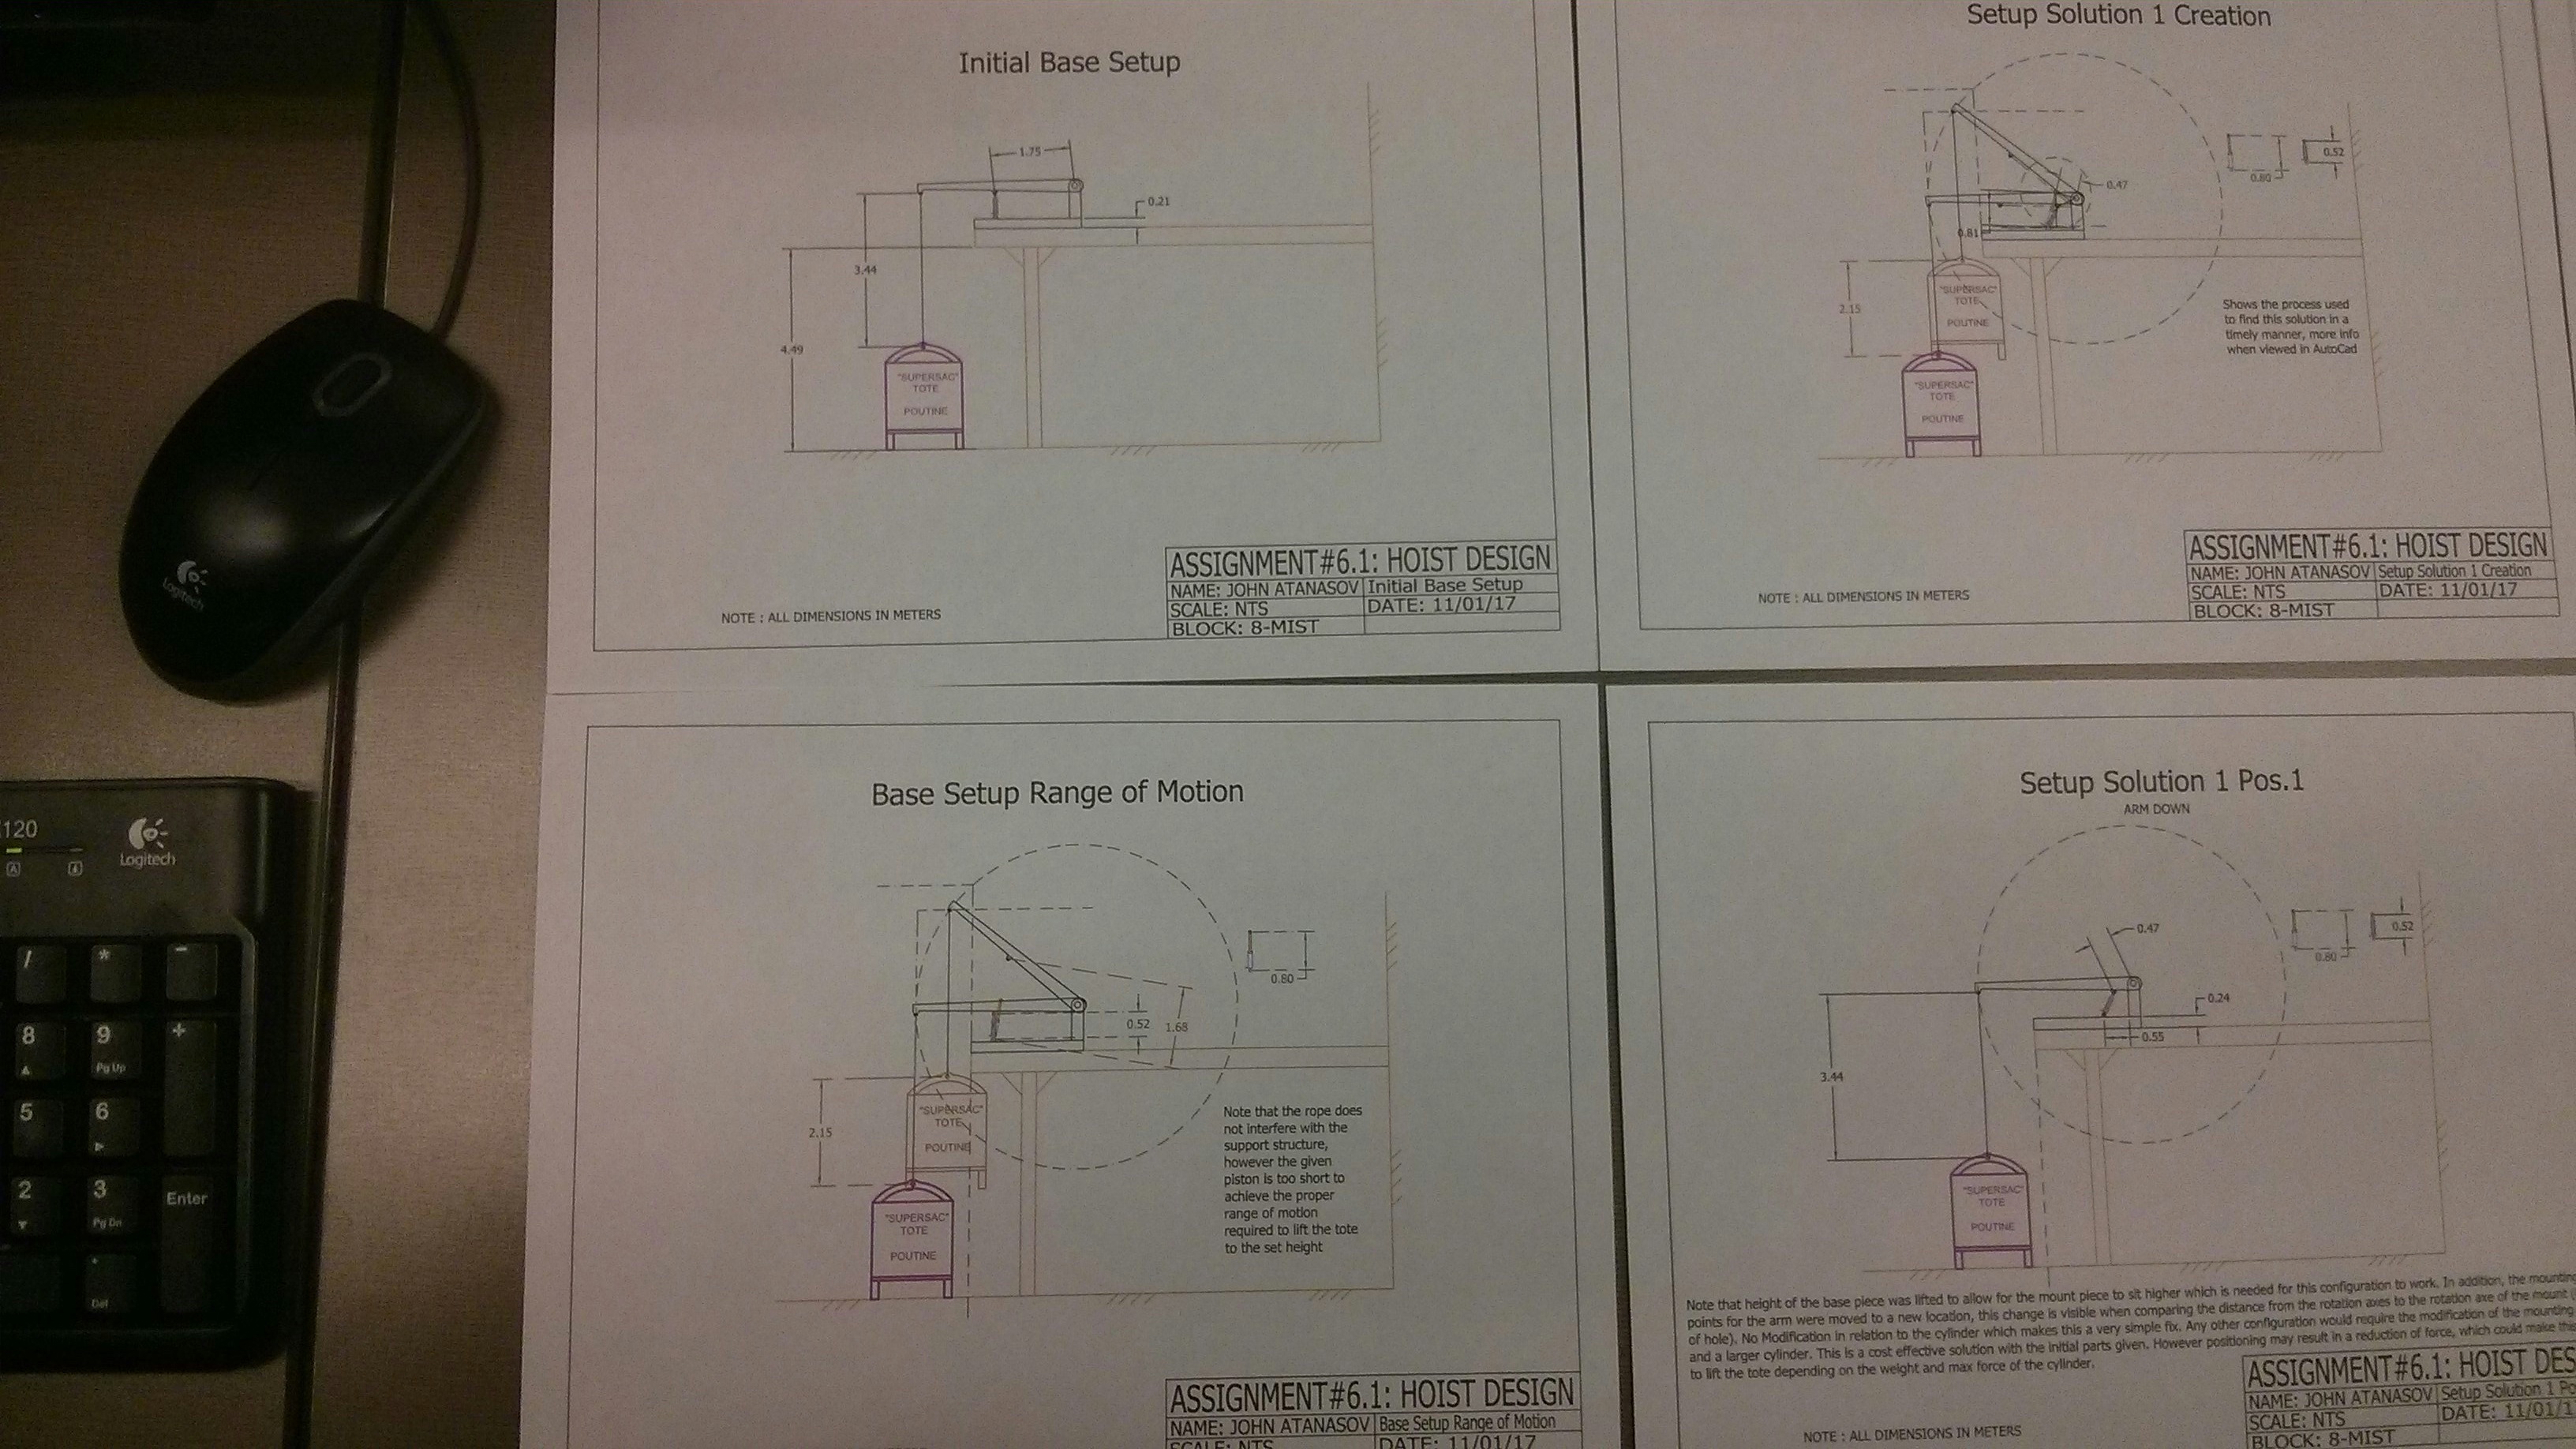 Initial Base Setup
1.75
0.21
3.44
4.49
"SUPERSAC"
TOTE
POUTINE
NOTE : ALL DIMENSIONS IN METERS
ASSIGNMENT#6.1: HOIST DESIGN
NAME: JOHN ATANASOV Initial Base Setup
SCALE: NTS DATE: 11/01/17
BLOCK: 8-MIST
Setup Solution 1 Creation
0.52
0.80
0.47
0.81
2.15
"SUPERSAC"
TOTE
POUTINE
"SUPERSAC"
TOTE
POUTINE
Shows the process used
to find this solution in a
timely manner, more info
when viewed in AutoCad
NOTE : ALL DIMENSIONS IN METERS
ASSIGNMENT#6.1: HOIST DESIGN
NAME: JOHN ATANASOV Setup Solution 1 Creation
SCALE: NTS DATE: 11/01/17
BLOCK: 8-MIST
Base Setup Range of Motion
0.80
0.52
1.68
2.15
"SUPERSAC"
TOTE
POUTINE
"SUPERSAC"
TOTE
POUTINE
Note that the rope does
not interfere with the
support structure,
however the given
piston is too short to
achieve the proper
range of motion
required to lift the tote
to the set height
ASSIGNMENT#6.1: HOIST DESIGN
NAME: JOHN ATANASOV Base Setup Range of Motion
SCALE: NTS DATE: 11/01/17
Setup Solution 1 Pos.1
ARM DOWN
0.47
0.52
0.80
0.24
0.55
3.44
"SUPERSAC"
TOTE
POUTINE
Note that height of the base piece was lifted to allow for the mount piece to sit higher which is needed for this configuration to work. In addition, the mounting
points for the arm were moved to a new location, this change is visible when comparing the distance from the rotation axes to the rotation axe of the mount (
of hole). No Modification in relation to the cylinder which makes this a very simple fix. Any other configuration would require the modification of the mounting
and a larger cylinder. This is a cost effective solution with the initial parts given. However positioning may result in a reduction of force, which could make this
to lift the tote depending on the weight and max force of the cylinder.
NOTE : ALL DIMENSIONS IN METERS
ASSIGNMENT#6.1: HOIST DES
NAME: JOHN ATANASOV Setup Solution 1 Po
SCALE: NTS DATE: 11/01/1
BLOCK: 8-MIST
Logitech
120
Logitech
A
/
*
-
8
9
Pg Up
+
5
6
2
3
Pg Dn
Enter
Del